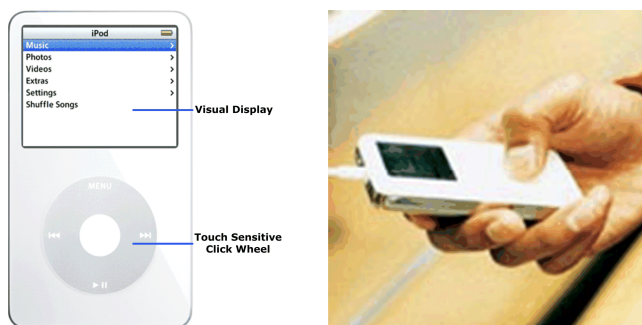 iPod
Music
Photos
Videos
Extras
Settings
Shuffle Songs
Visual Display
MENU
Touch Sensitive
Click Wheel